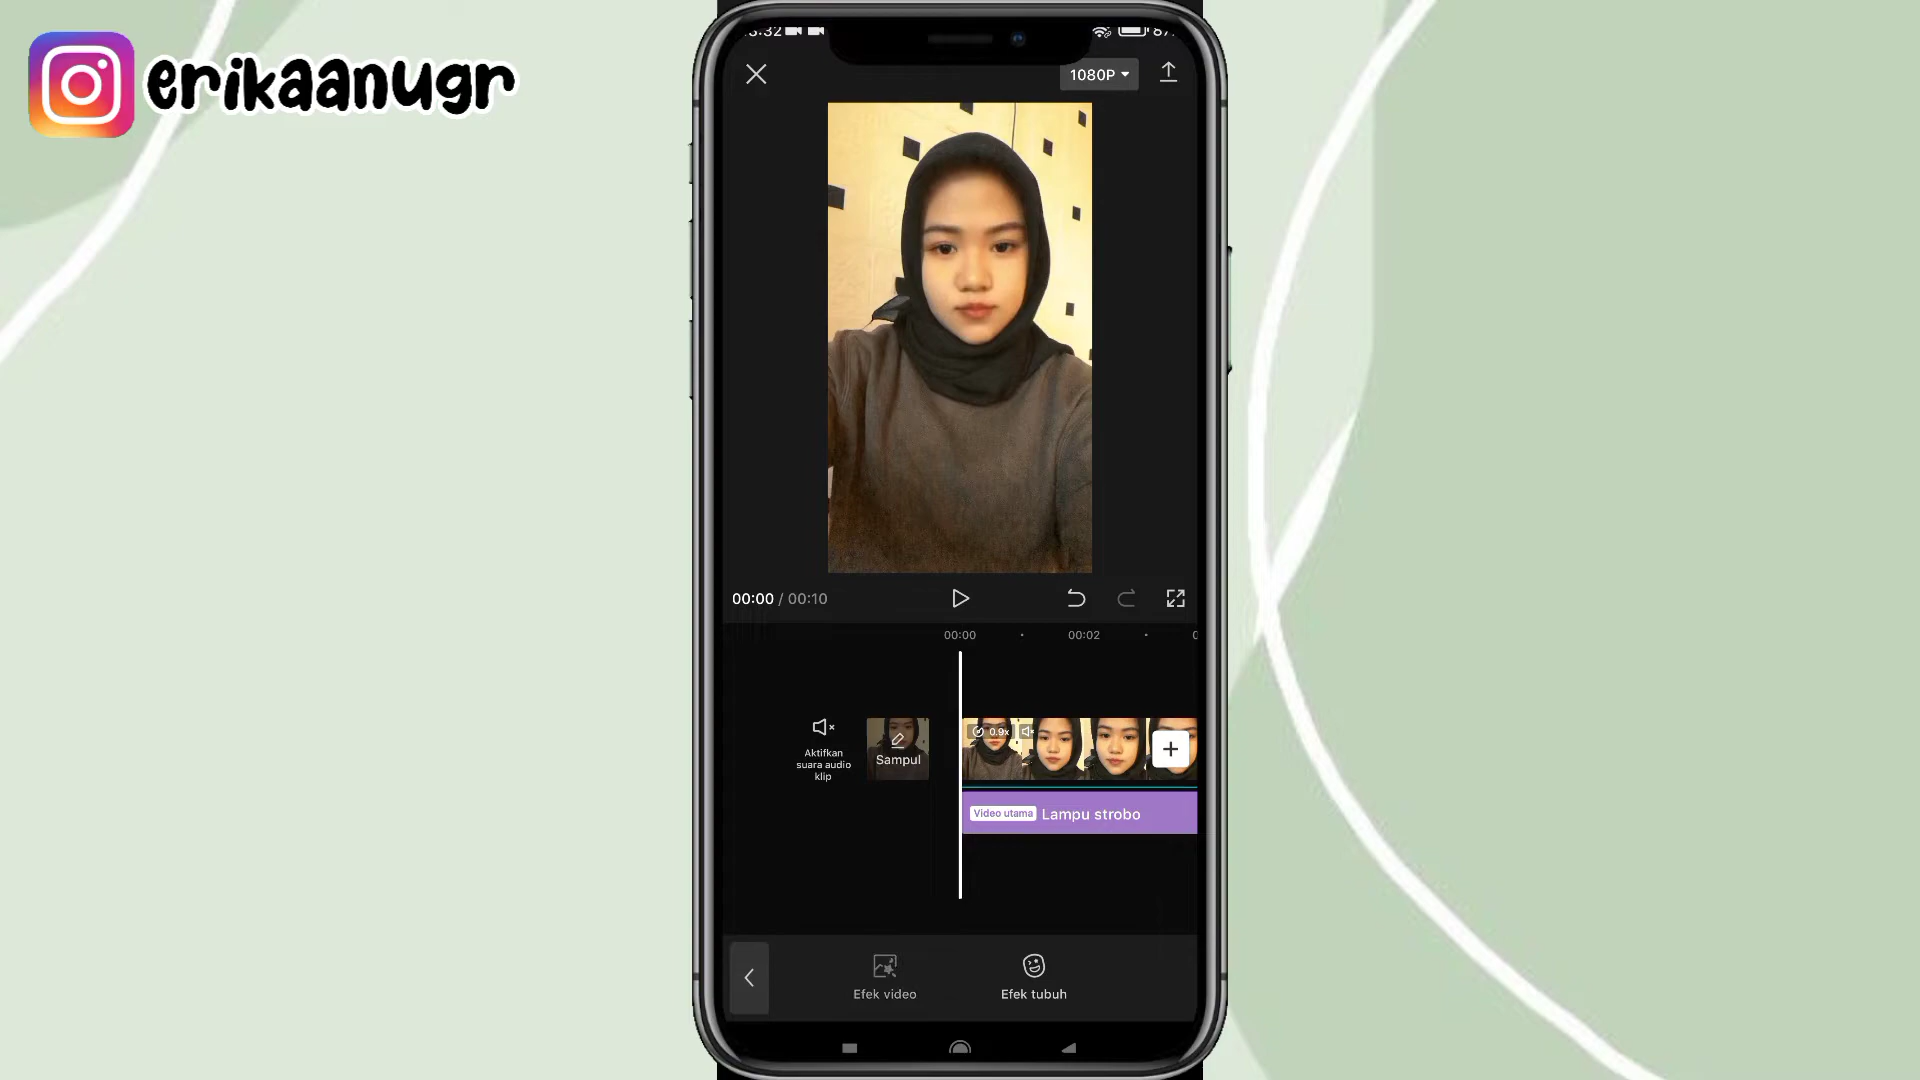 erikaanugr
1080P
00:00 / 00:10
00:00
00:02
Aktifkan
suara audio
klip
Sampul
0.9x
Video utama Lampu strobo
Efek video
Efek tubuh